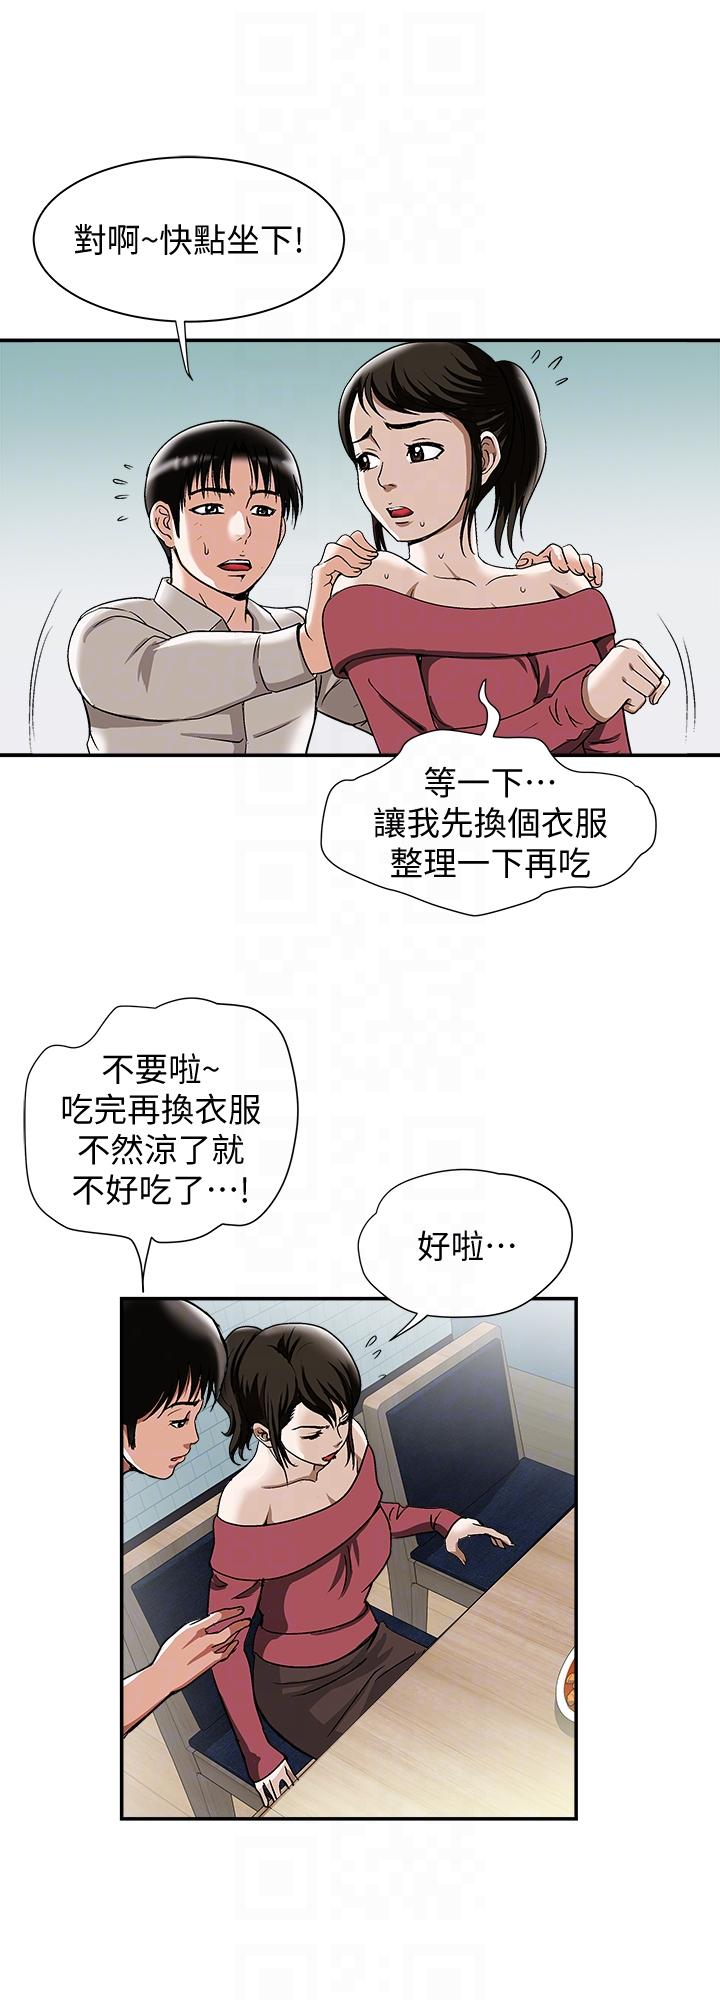 對啊~快點坐下!
等一下…
讓我先換個衣服
整理一下再吃
不要啦~
吃完再換衣服
不然涼了就
不好吃了…!
好啦…